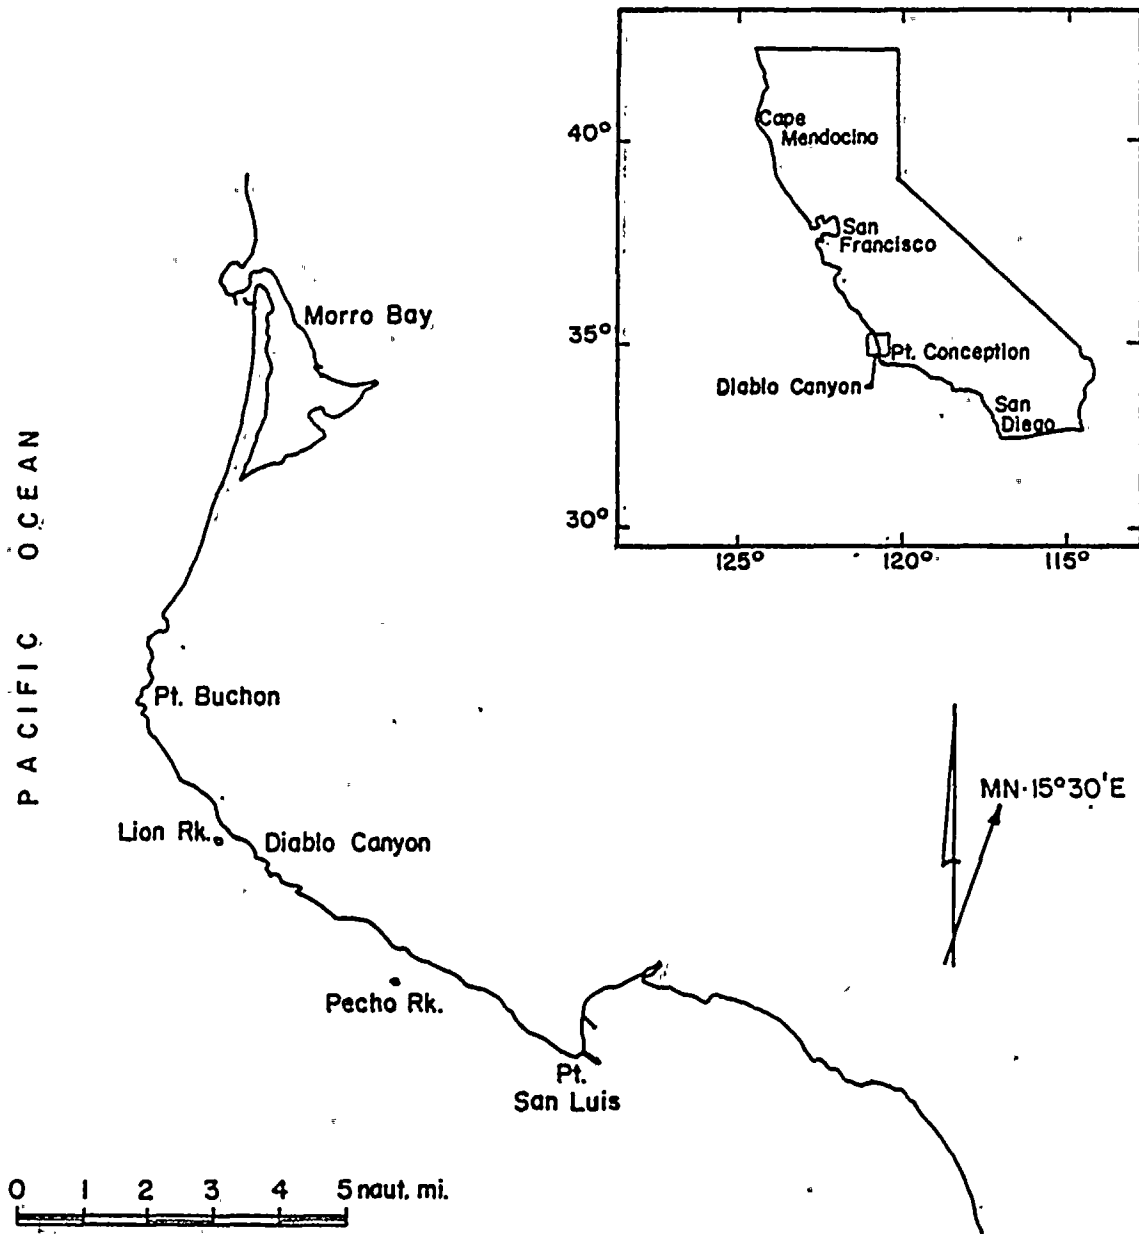 40°
35°
30°
125°
120°
115°
Cape
Mendocino
San
Francisco
Pt. Conception
Diablo Canyon
San
Diego
Morro Bay
PACIFIC OCEAN
Pt. Buchon
Lion Rk.
Diablo Canyon
Pecho Rk.
Pt.
San Luis
MN·15°30'E
0 1 2 3 4 5 naut. mi.